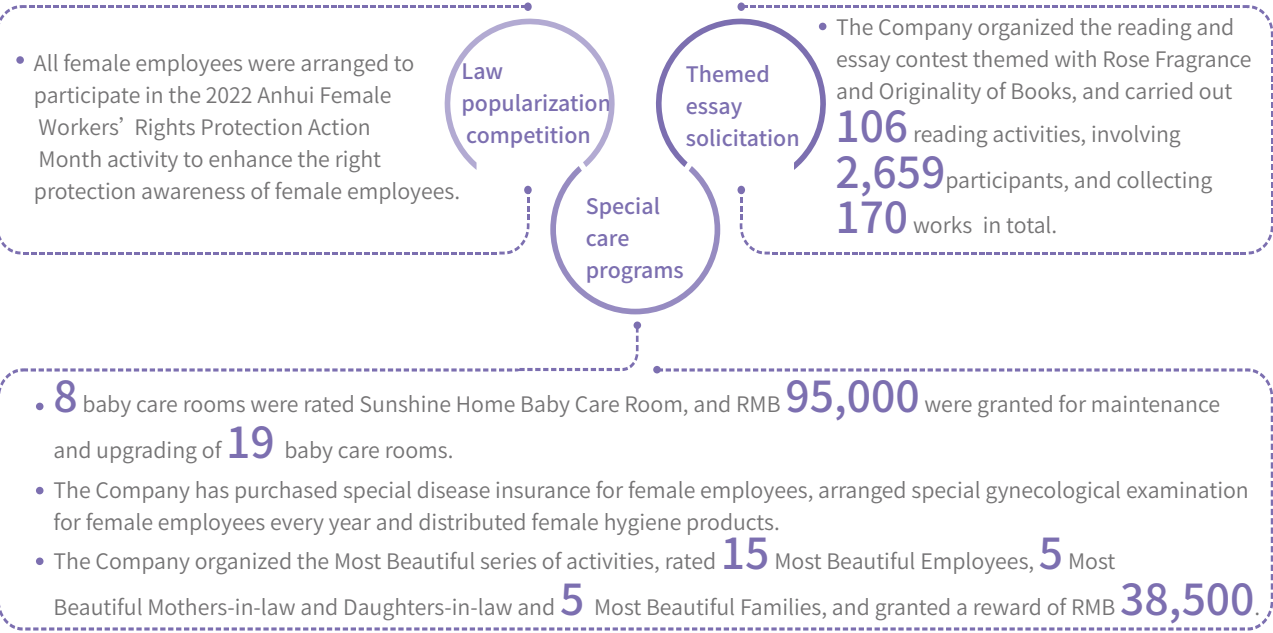 All female employees were arranged to
participate in the 2022 Anhui Female
Workers’ Rights Protection Action
Month activity to enhance the right
protection awareness of female employees.
Law
popularization
competition
Themed
essay
solicitation
The Company organized the reading and
essay contest themed with Rose Fragrance
and Originality of Books, and carried out
106 reading activities, involving
2,659 participants, and collecting
170 works in total.
Special
care
programs
8 baby care rooms were rated Sunshine Home Baby Care Room, and RMB 95,000 were granted for maintenance
and upgrading of 19 baby care rooms.
The Company has purchased special disease insurance for female employees, arranged special gynecological examination
for female employees every year and distributed female hygiene products.
The Company organized the Most Beautiful series of activities, rated 15 Most Beautiful Employees, 5 Most
Beautiful Mothers-in-law and Daughters-in-law and 5 Most Beautiful Families, and granted a reward of RMB 38,500.